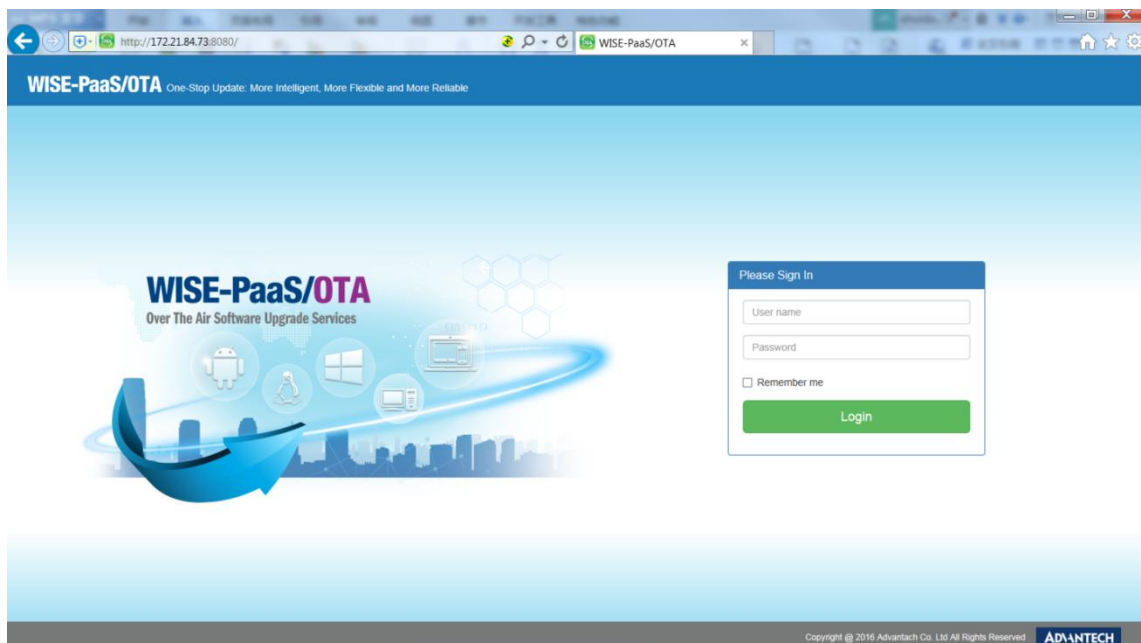 http://172.21.84.73:8080/
WISE-PaaS/OTA
WISE-PaaS/OTA One-Stop Update: More Intelligent, More Flexible and More Reliable
WISE-PaaS/OTA
Over The Air Software Upgrade Services
Please Sign In
User name
Password
Remember me
Login
Copyright @ 2016 Advantach Co. Ltd All Rights Reserved
ADVANTECH